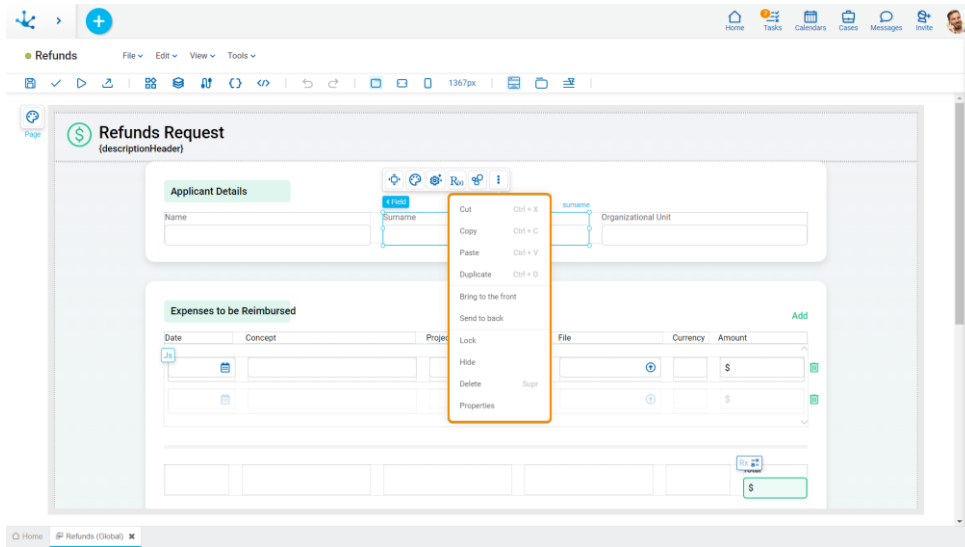 Home
7
Tasks
Calendars
Cases
Messages
Invite
Refunds
File
Edit
View
Tools
1367px
Page
Refunds Request
{descriptionHeader}
Applicant Details
Field
surname
Name
Surname
Organizational Unit
Cut Ctrl + X
Copy Ctrl + C
Paste Ctrl + V
Duplicate Ctrl + D
Bring to the front
Send to back
Lock
Hide
Delete Supr
Properties
Expenses to be Reimbursed
Add
Date
Concept
File
Currency
Amount
Js
$
$
Rx
$
Home
Refunds (Global)